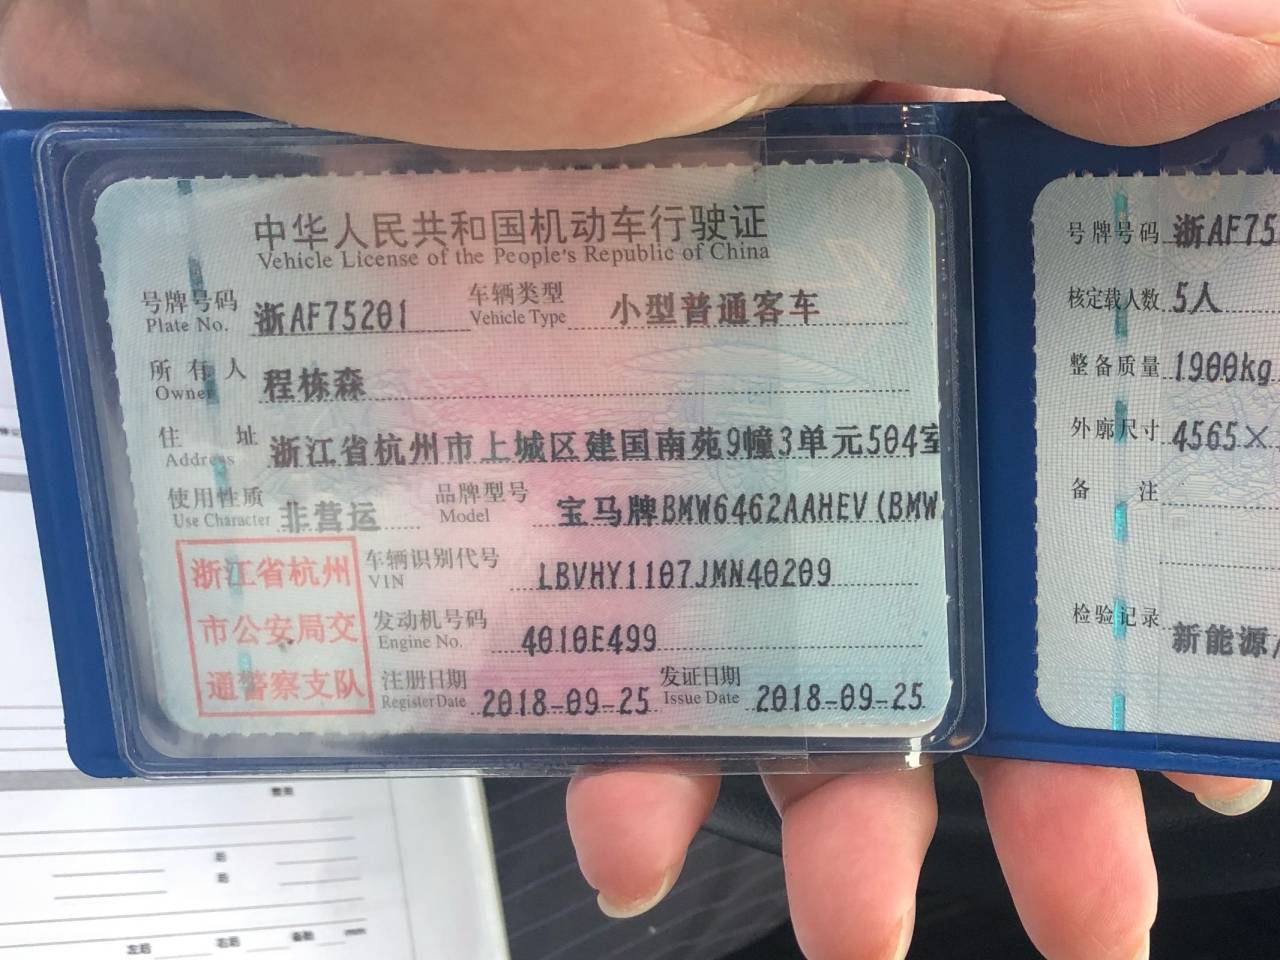 中华人民共和国机动车行驶证
Vehicle License of the People's Republic of China
号牌号码 浙AF75201 车辆类型 小型普通客车
Plate No. Vehicle Type
所有人 程栋森
Owner
住址 浙江省杭州市上城区建国南苑9幢3单元504室
Address
使用性质 非营运 品牌型号 宝马牌BMW6462AAHEV(BMW
Use Character Model
浙江省杭州
市公安局交
通警察支队
车辆识别代号 LBVHY1107JMN40209
VIN
发动机号码 4010E499
Engine No.
注册日期 2018-09-25 发证日期 2018-09-25
Register Date Issue Date
号牌号码 浙AF75
核定载人数 5人
整备质量 1900kg
外廓尺寸 4565×
备注
检验记录
新能源/
左后 右后 备胎 mm